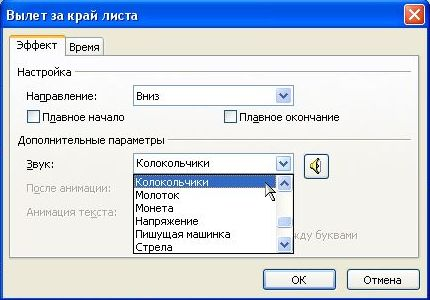 Вылет за край листа
Эффект Время
Настройка
Направление: Вниз
Плавное начало Плавное окончание
Дополнительные параметры
Звук: Колокольчики
Колокольчики
После анимации: Молоток
Монета
Анимация текста: Напряжение
Пишущая машинка
жду буквами
Стрела
ОК Отмена